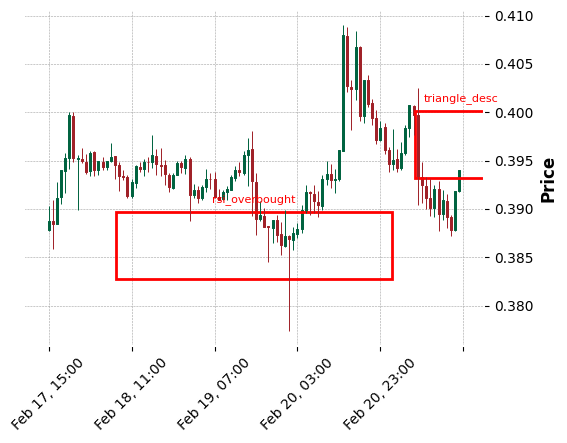 0.410
0.405
triangle_desc
0.400
0.395
rsi_overbought
0.390
0.385
0.380
Price
Feb 17, 15:00
Feb 18, 11:00
Feb 19, 07:00
Feb 20, 03:00
Feb 20, 23:00